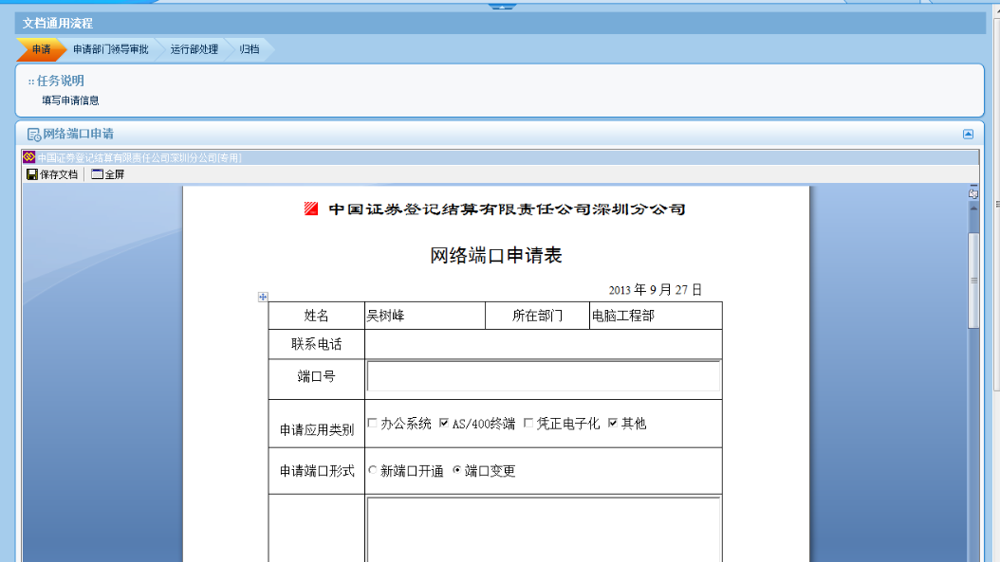 文档通用流程
申请 申请部门领导审批 运行部处理 归档
:: 任务说明
填写申请信息
网络端口申请
中国证券登记结算有限责任公司深圳分公司[专用]
保存文档 全屏
中国证券登记结算有限责任公司深圳分公司
网络端口申请表
2013 年 9 月 27 日
姓名 吴树峰 所在部门 电脑工程部
联系电话
端口号
申请应用类别 办公系统 AS/400终端 凭正电子化 其他
申请端口形式 新端口开通 端口变更